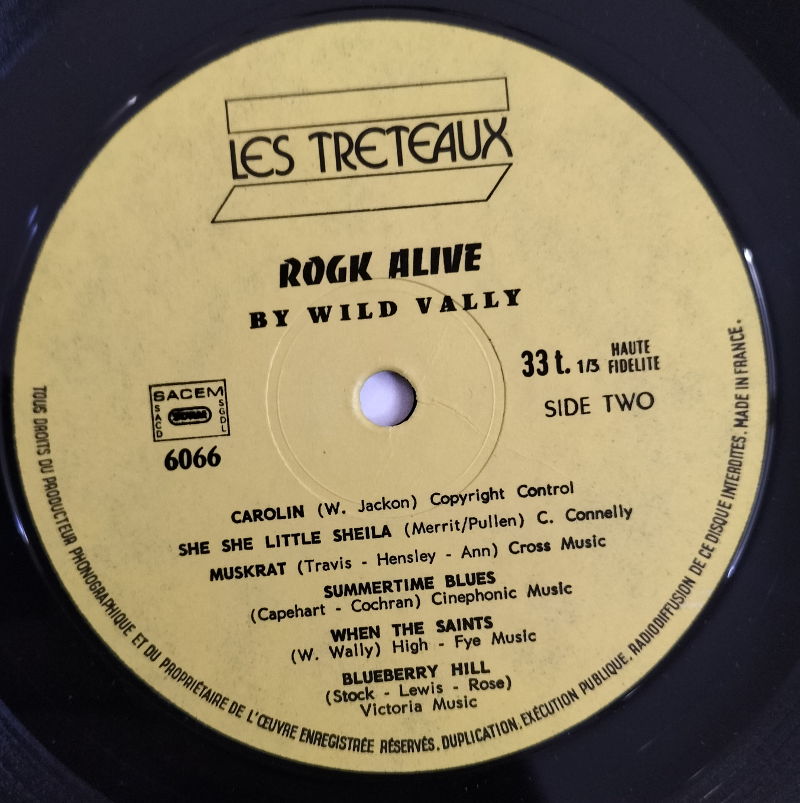 LES TRETEAUX
ROGK ALIVE
BY WILD VALLY
33 t. 1/3 HAUTE FIDELITE
SIDE TWO
SACEM
SACD
SGDL
6066
CAROLIN (W. Jackon) Copyright Control
SHE SHE LITTLE SHEILA (Merrit/Pullen) C. Connelly
MUSKRAT (Travis - Hensley - Ann) Cross Music
SUMMERTIME BLUES
(Capehart - Cochran) Cinephonic Music
WHEN THE SAINTS
(W. Wally) High - Fye Music
BLUEBERRY HILL
(Stock - Lewis - Rose)
Victoria Music
TOUS DROITS DU PRODUCTEUR PHONOGRAPHIQUE ET DU PROPRIÉTAIRE DE L'ŒUVRE ENREGISTRÉE RÉSERVÉS. DUPLICATION. EXÉCUTION PUBLIQUE. RADIODIFFUSION DE CE DISQUE INTERDITES. MADE IN FRANCE.